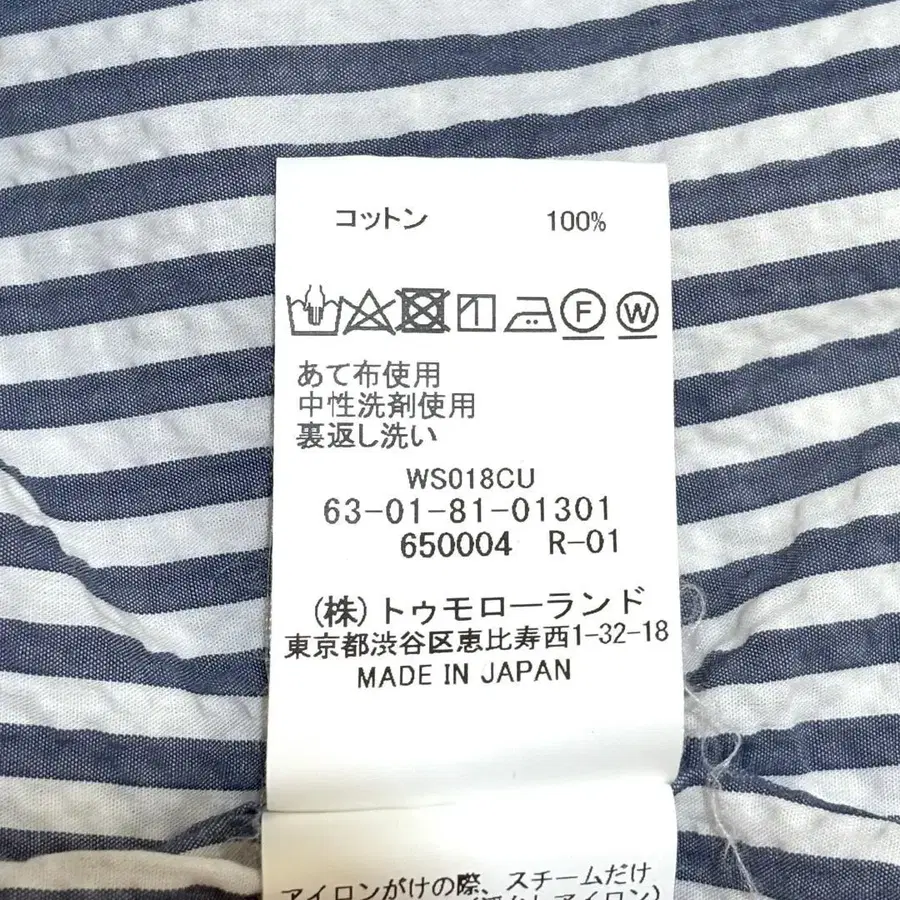 コットン 100%
F W
あて布使用
中性洗剤使用
裏返し洗い
WS018CU
63-01-81-01301
650004 R-01
(株)トゥモローランド
東京都渋谷区恵比寿西1-32-18
MADE IN JAPAN
アイロンがけの際、スチームだけ